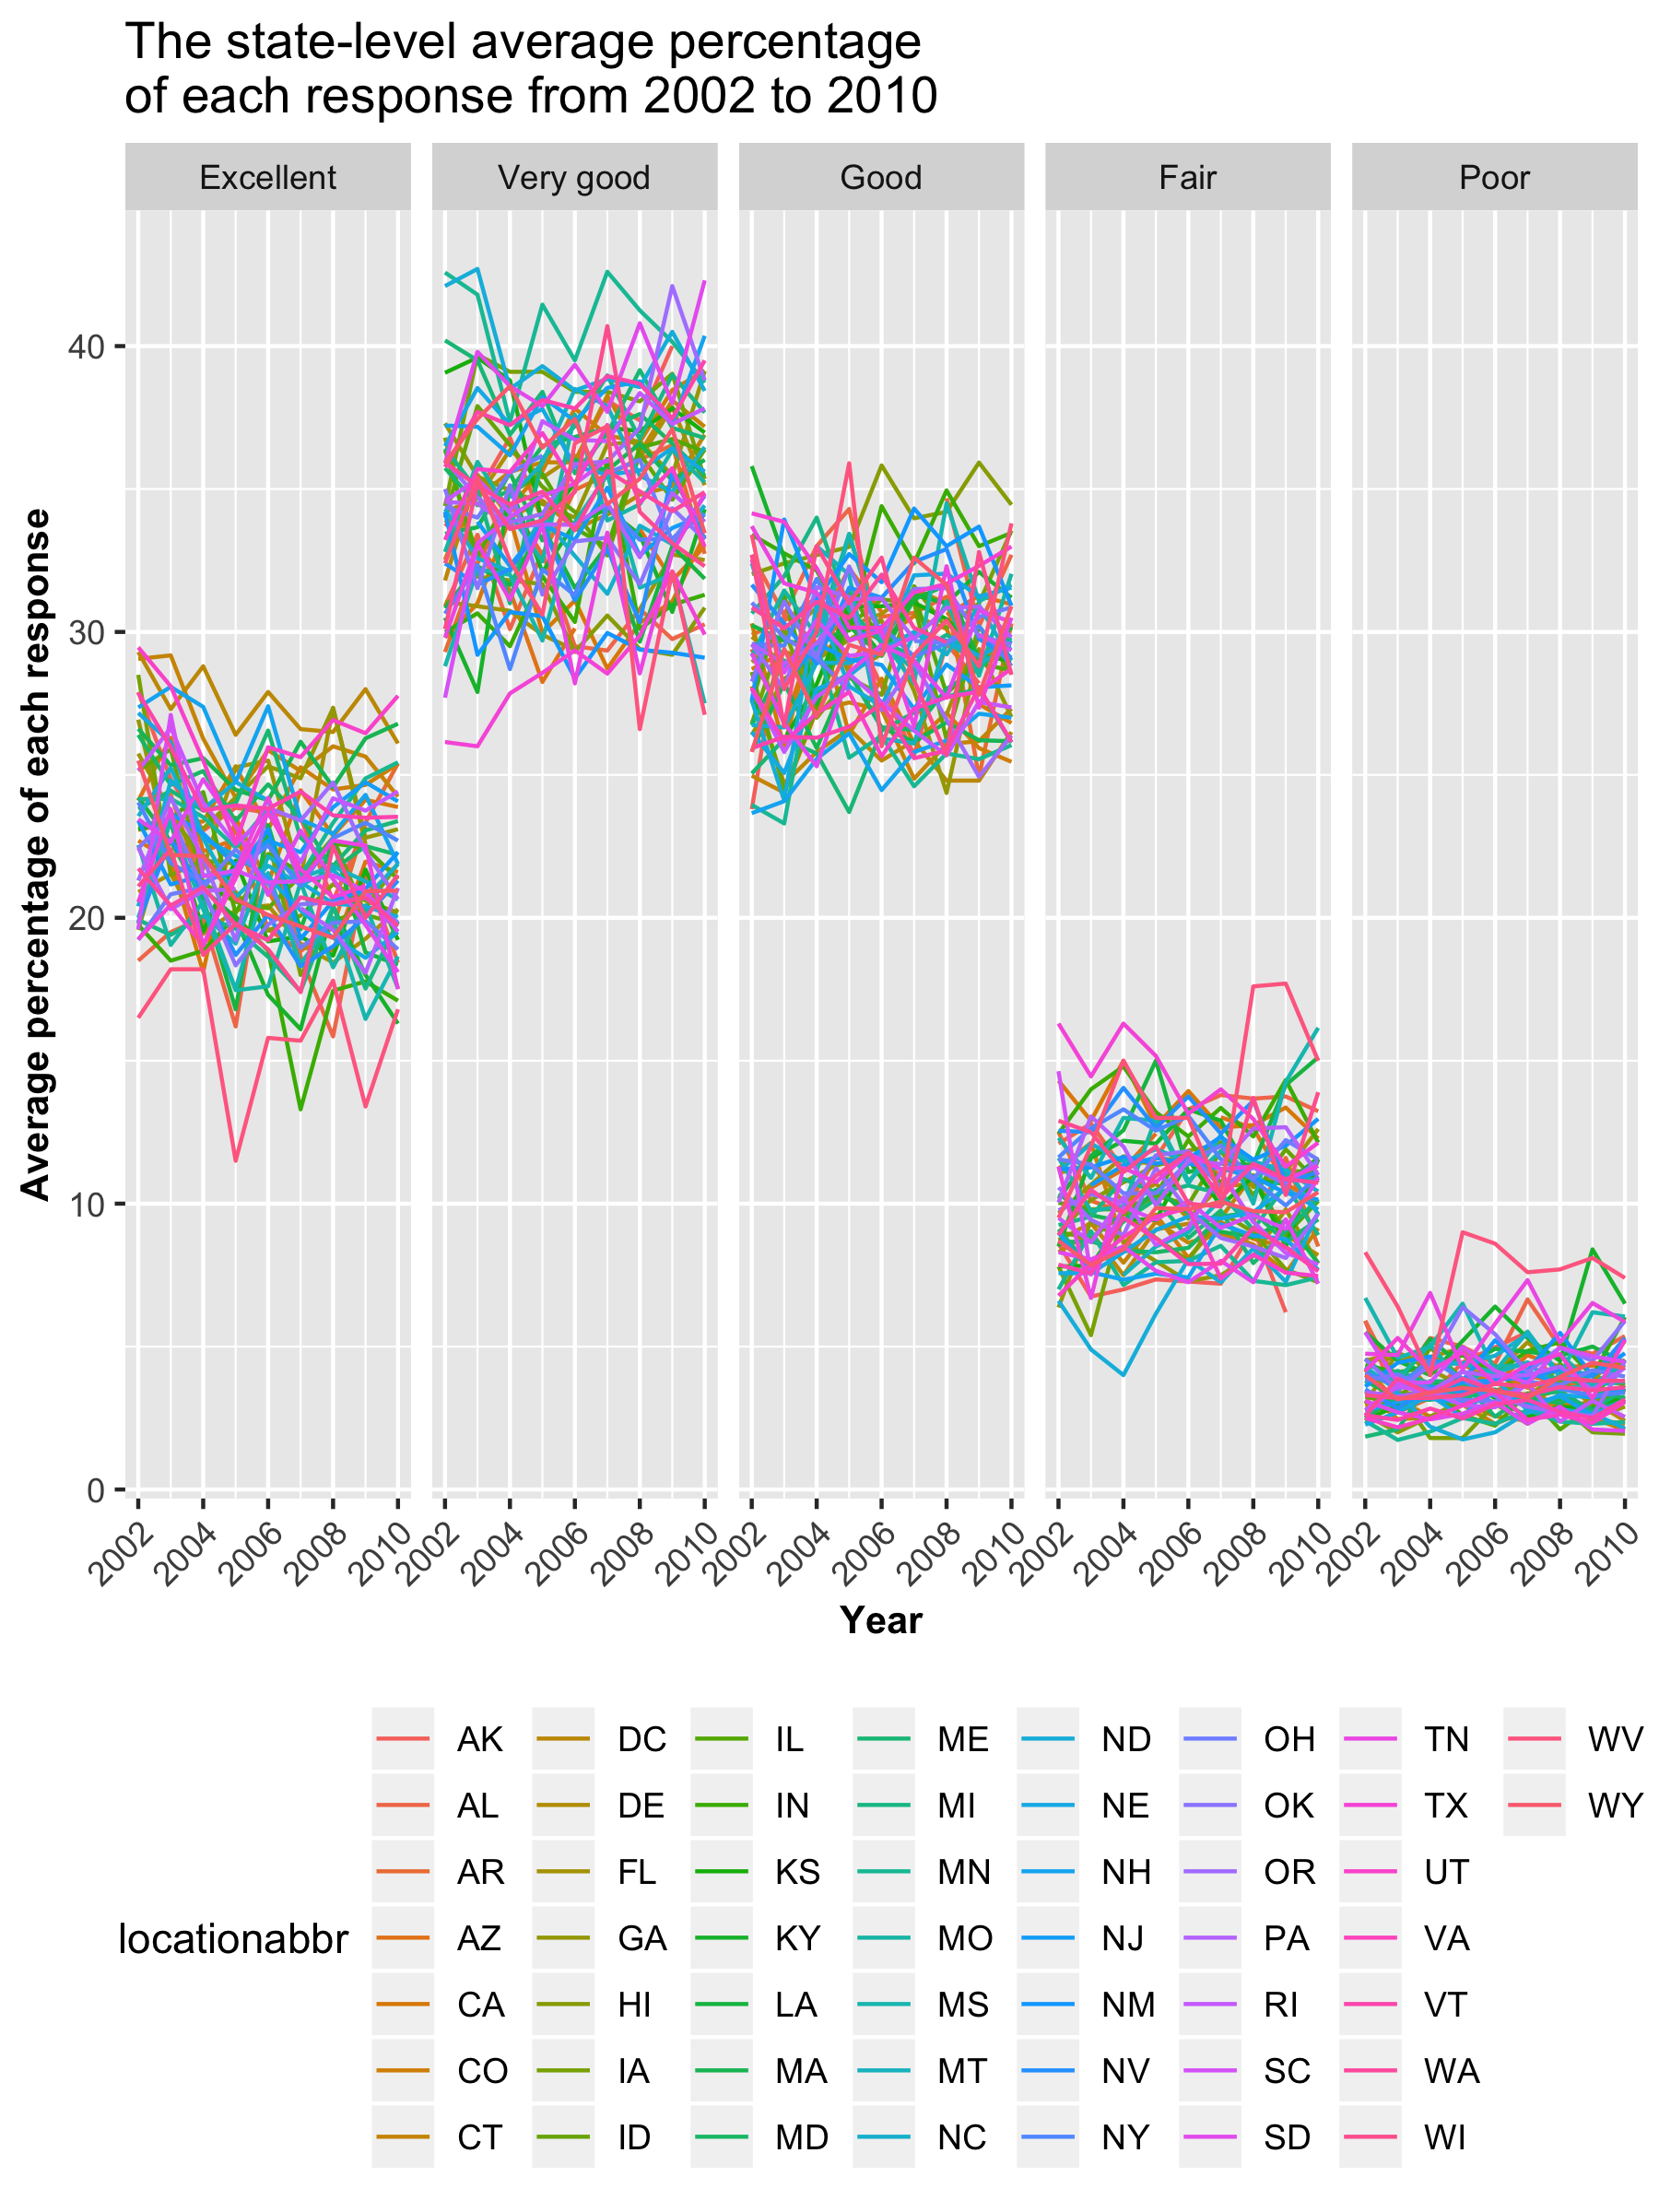 The state-level average percentage
of each response from 2002 to 2010
Excellent Very good Good Fair Poor
Average percentage of each response
40
30
20
10
0
2002 2004 2006 2008 2010 2002 2004 2006 2008 2010 2002 2004 2006 2008 2010 2002 2004 2006 2008 2010 2002 2004 2006 2008 2010
Year
locationabbr
AK DC IL ME ND OH TN WV
AL DE IN MI NE OK TX WY
AR FL KS MN NH OR UT
AZ GA KY MO NJ PA VA
CA HI LA MS NM RI VT
CO IA MA MT NV SC WA
CT ID MD NC NY SD WI